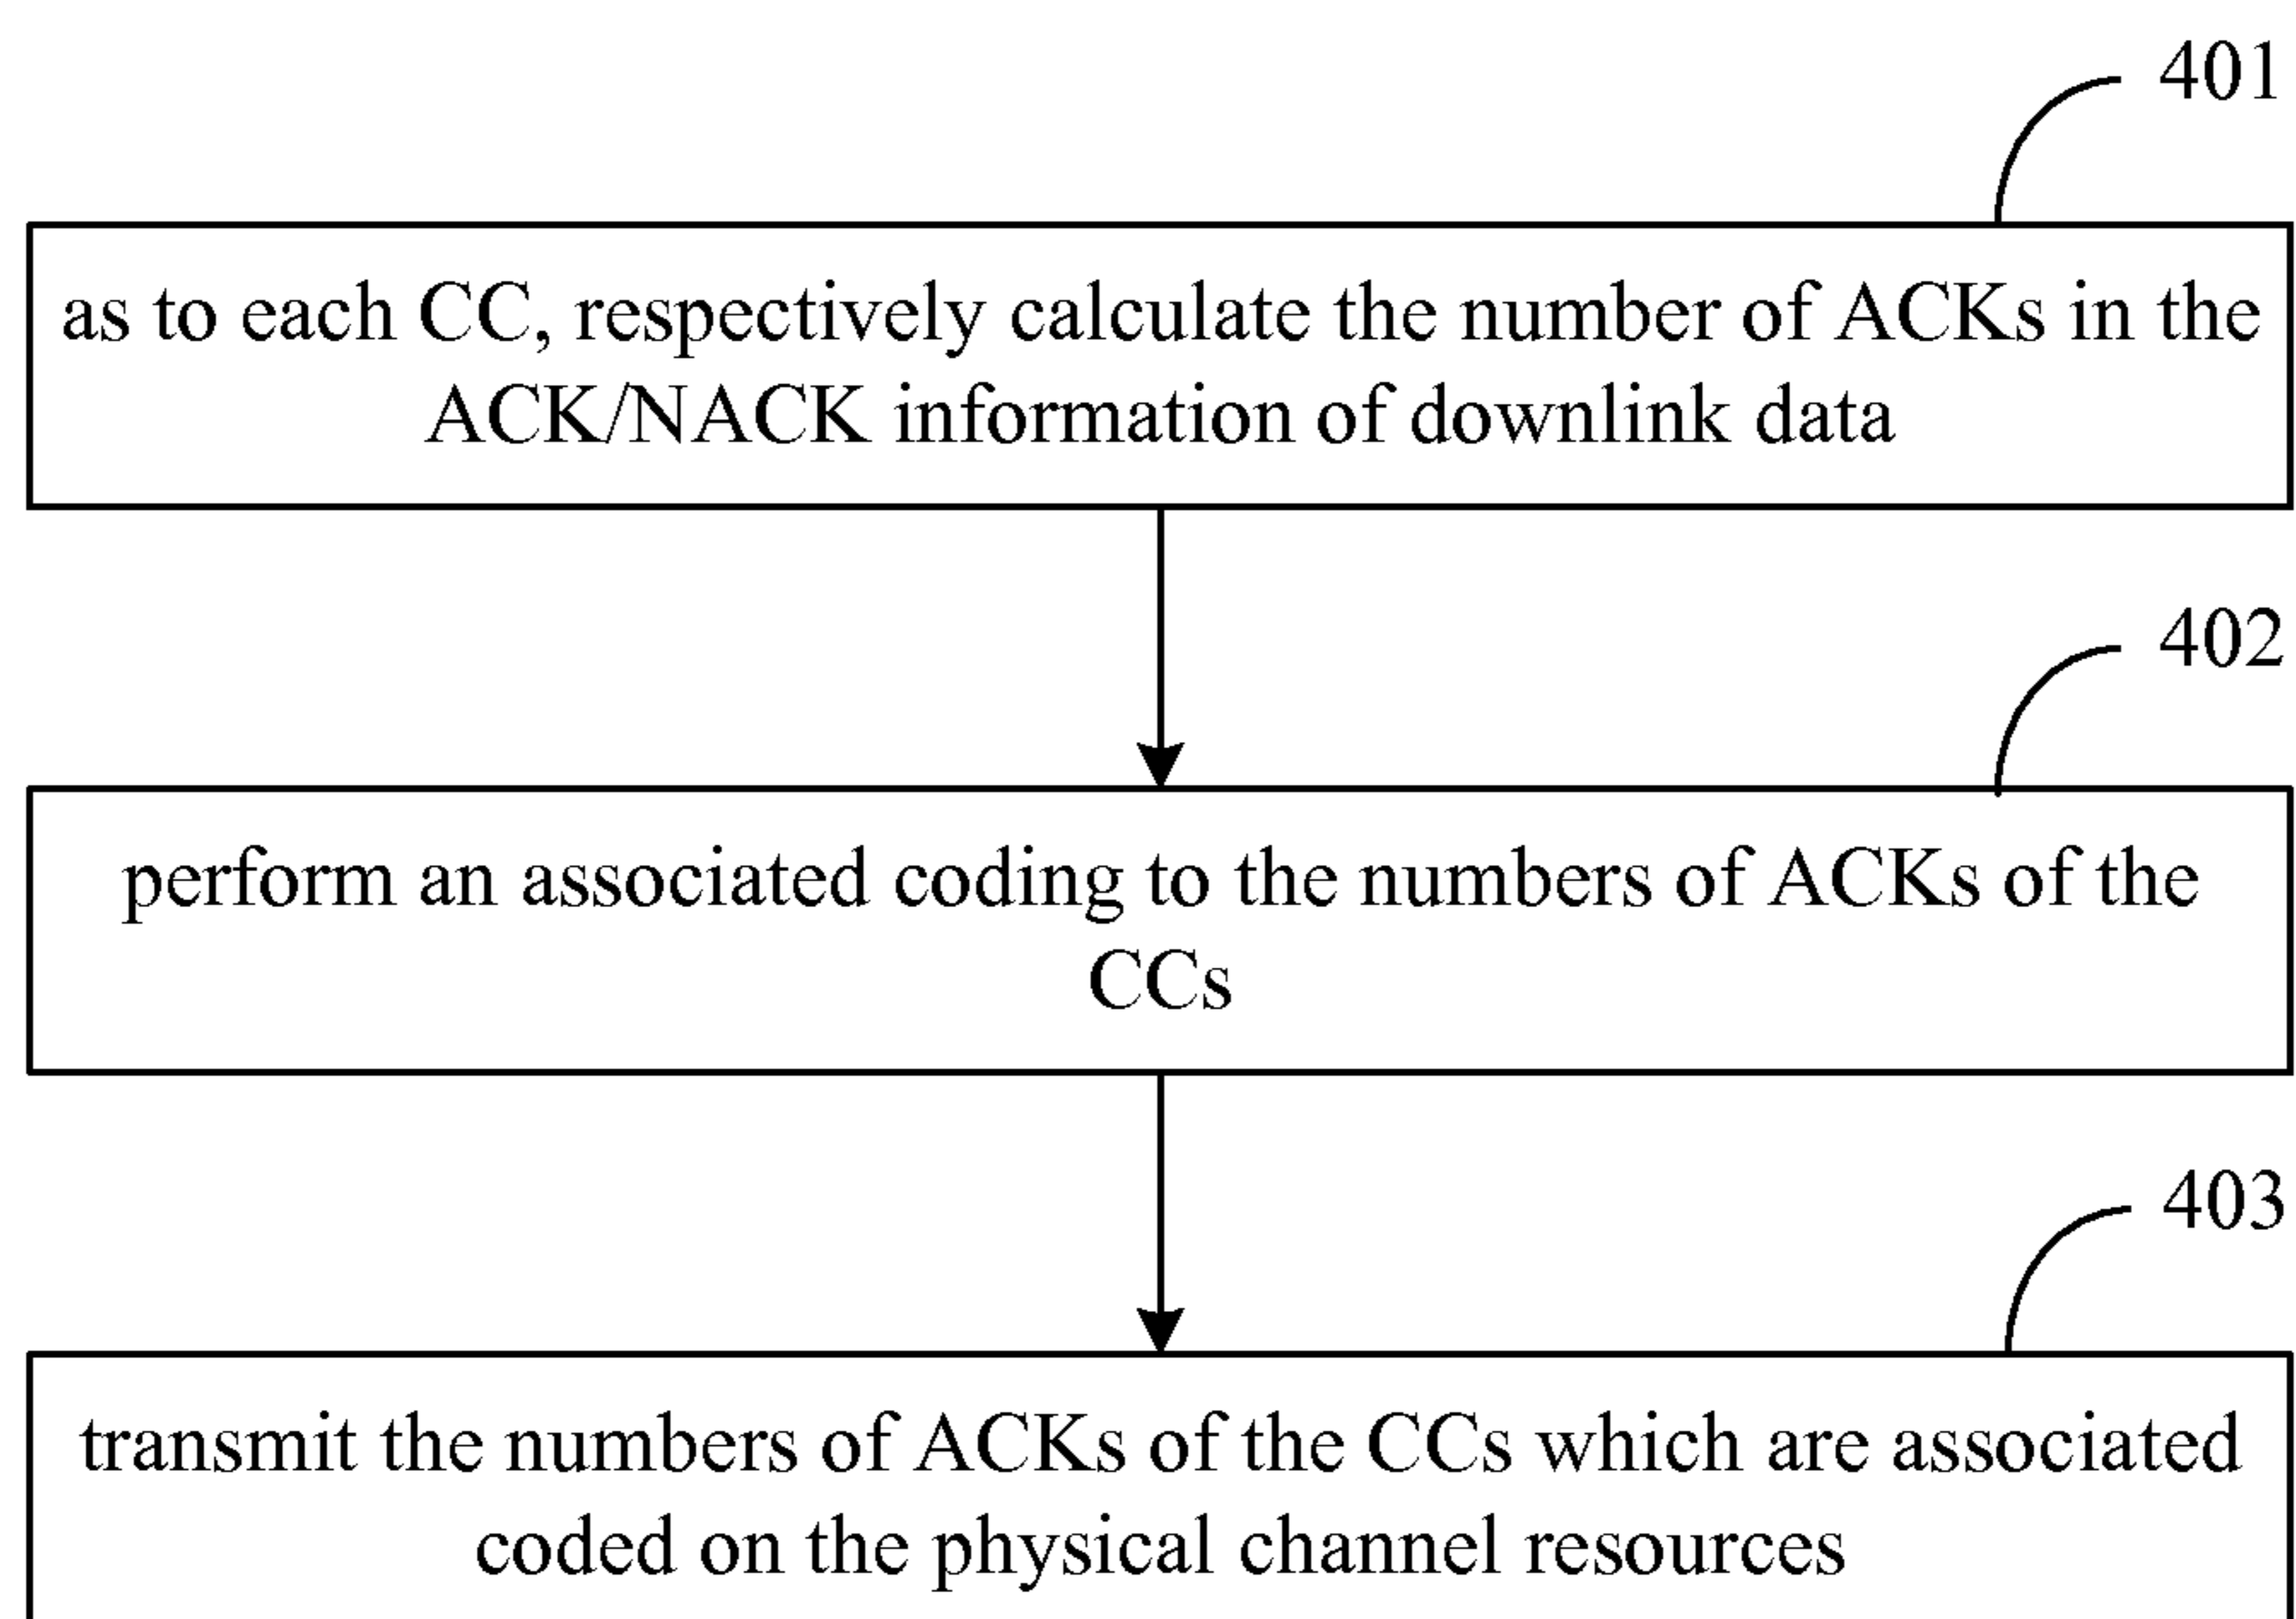 401
as to each CC, respectively calculate the number of ACKs in the
ACK/NACK information of downlink data
402
perform an associated coding to the numbers of ACKs of the
CCs
403
transmit the numbers of ACKs of the CCs which are associated
coded on the physical channel resources